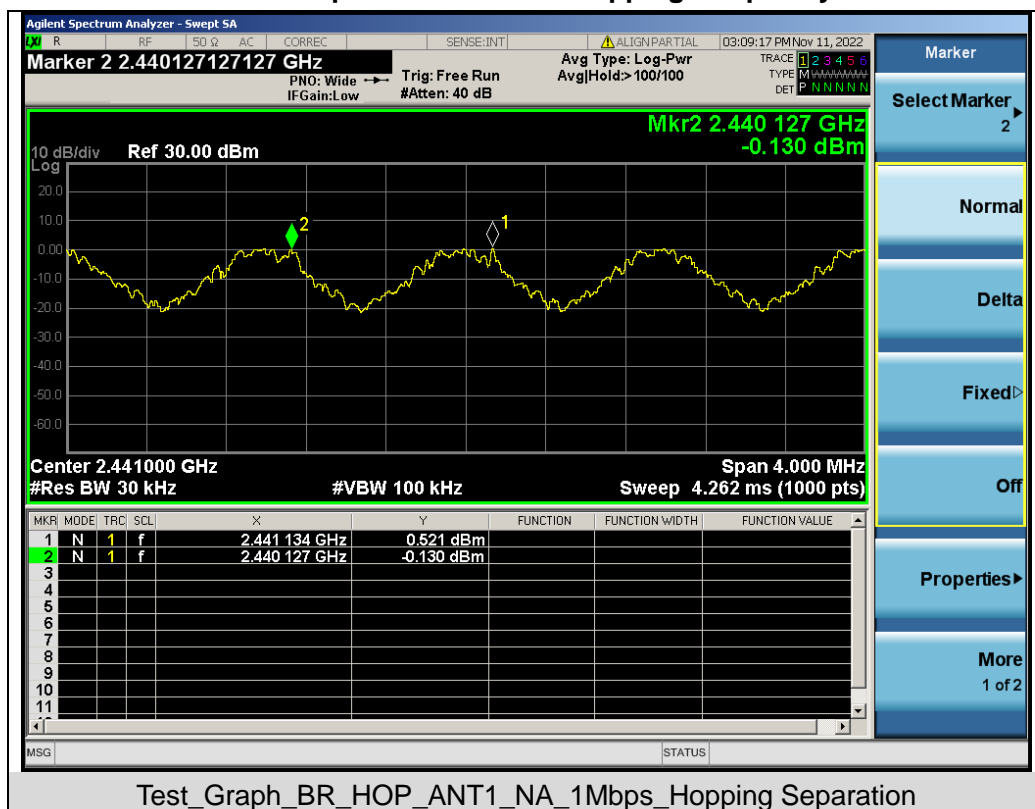 Agilent Spectrum Analyzer - Swept SA
LXI R RF 50 Ω AC CORREC SENSE:INT ALIGN PARTIAL 03:09:17 PM Nov 11, 2022
Marker 2 2.440127127127 GHz
PNO: Wide
IFGain:Low
Trig: Free Run
#Atten: 40 dB
Avg Type: Log-Pwr
Avg|Hold:>100/100
TRACE 1 2 3 4 5 6
TYPE M
DET P N N N N N
Mkr2 2.440 127 GHz
-0.130 dBm
10 dB/div Ref 30.00 dBm
Log
20.0
10.0
0.00
-10.0
-20.0
-30.0
-40.0
-50.0
-60.0
2
1
Center 2.441000 GHz Span 4.000 MHz
#Res BW 30 kHz #VBW 100 kHz Sweep 4.262 ms (1000 pts)
MKR MODE TRC SCL X Y FUNCTION FUNCTION WIDTH FUNCTION VALUE
1 N 1 f 2.441 134 GHz 0.521 dBm
2 N 1 f 2.440 127 GHz -0.130 dBm
3
4
5
6
7
8
9
10
11
MSG STATUS
Marker
Select Marker
2
Normal
Delta
Fixed
Off
Properties
More
1 of 2
Test_Graph_BR_HOP_ANT1_NA_1Mbps_Hopping Separation